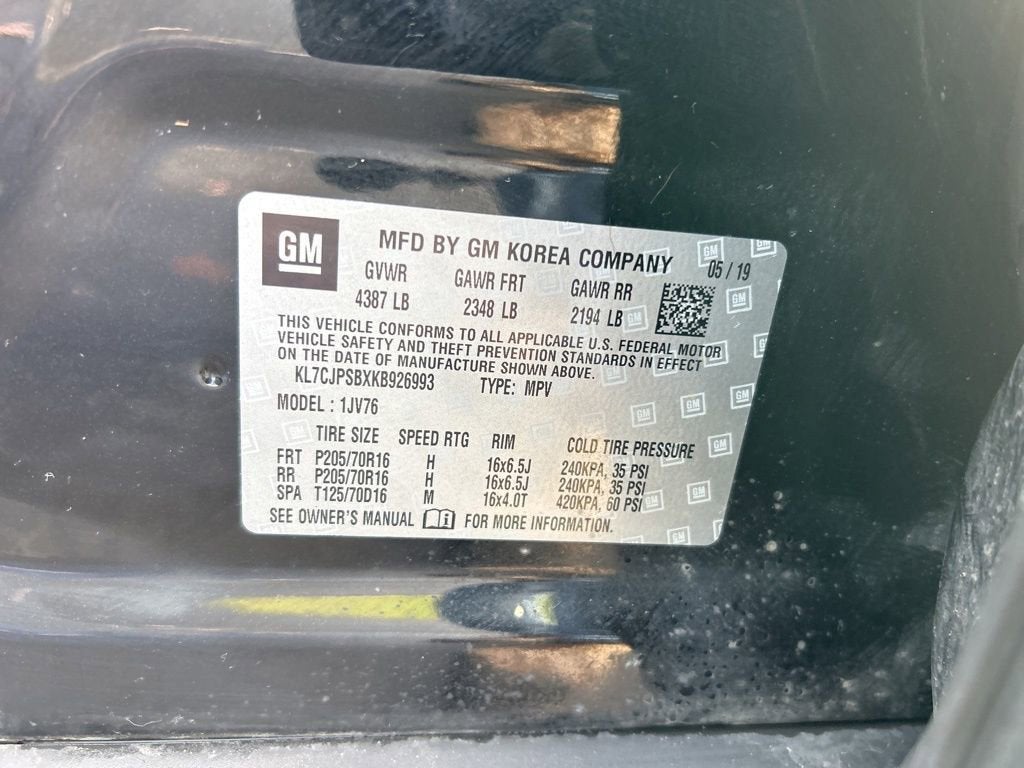 GM MFD BY GM KOREA COMPANY 05 / 19
GVWR GAWR FRT GAWR RR
4387 LB 2348 LB 2194 LB
THIS VEHICLE CONFORMS TO ALL APPLICABLE U.S. FEDERAL MOTOR
VEHICLE SAFETY AND THEFT PREVENTION STANDARDS IN EFFECT
ON THE DATE OF MANUFACTURE SHOWN ABOVE.
KL7CJPSBXKB926993 TYPE: MPV
MODEL : 1JV76
TIRE SIZE SPEED RTG RIM COLD TIRE PRESSURE
FRT P205/70R16 H 16x6.5J 240KPA, 35 PSI
RR P205/70R16 H 16x6.5J 240KPA, 35 PSI
SPA T125/70D16 M 16x4.0T 420KPA, 60 PSI
SEE OWNER'S MANUAL FOR MORE INFORMATION.